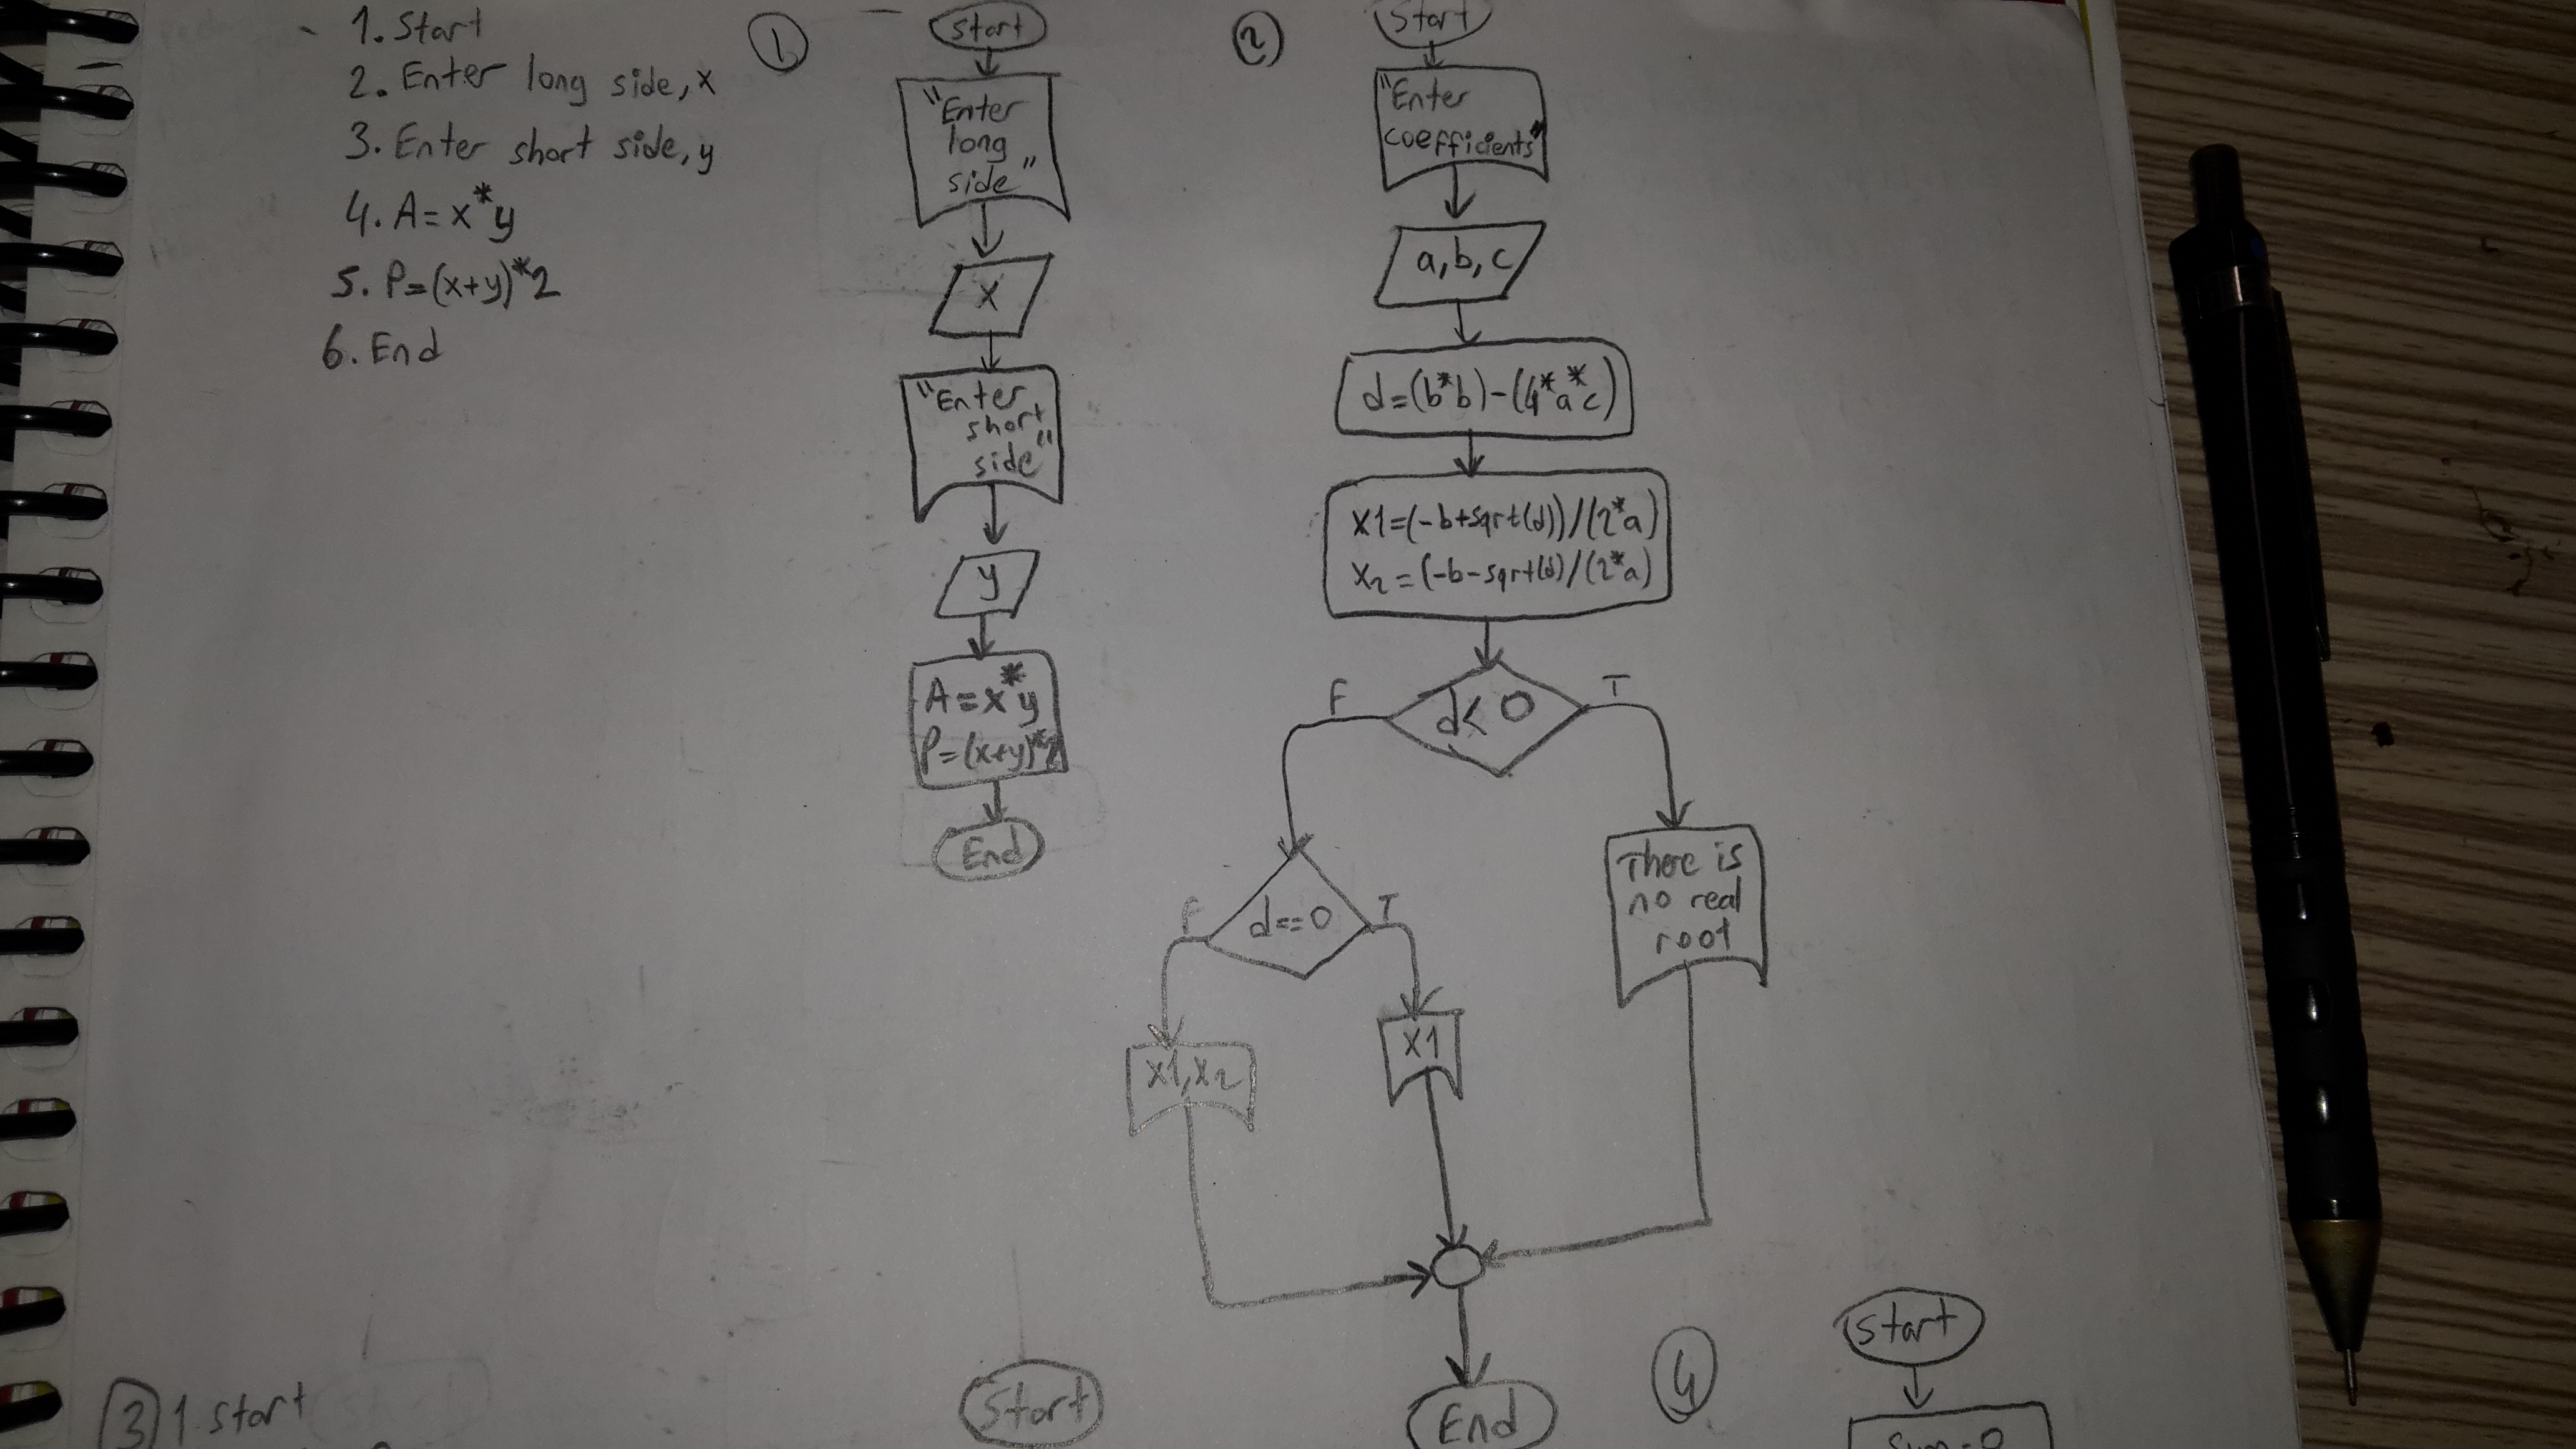 1. Start
2. Enter long side, x
3. Enter short side, y
4. A=x*y
5. P=(x+y)*2
6. End
1
Start
"Enter
long
side"
x
"Enter
short
side"
y
A=x*y
P=(x+y)*2
End
2
Start
"Enter
coefficients"
a,b,c
d=(b*b)-(4*a*c)
x1=(-b+sqrt(d))/(2*a)
x2=(-b-sqrt(d)/(2*a)
d<0
F
T
There is
no real
root
d==0
F
T
x1,x2
x1
End
3 1. Start
Start
4
Start
Sum=0